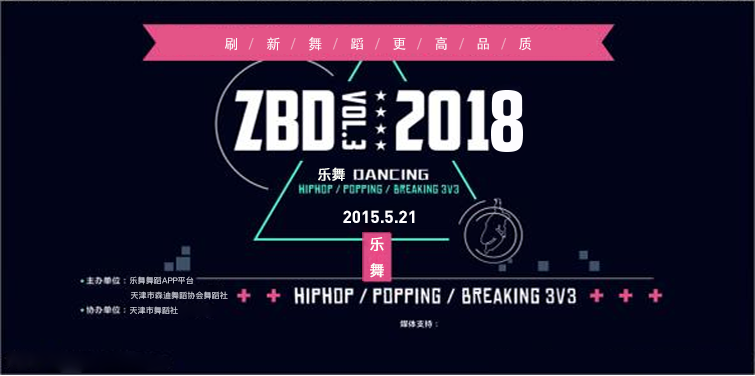 刷 / 新 / 舞 / 蹈 / 更 / 高 / 品 / 质
ZBD VOL.3 2018
乐舞 DANCING
HIPHOP / POPPING / BREAKING 3V3
2015.5.21
乐舞
主办单位：乐舞舞蹈APP平台
天津市森迪舞蹈协会舞蹈社
HIPHOP / POPPING / BREAKING 3V3
协办单位：天津市舞蹈社
媒体支持：